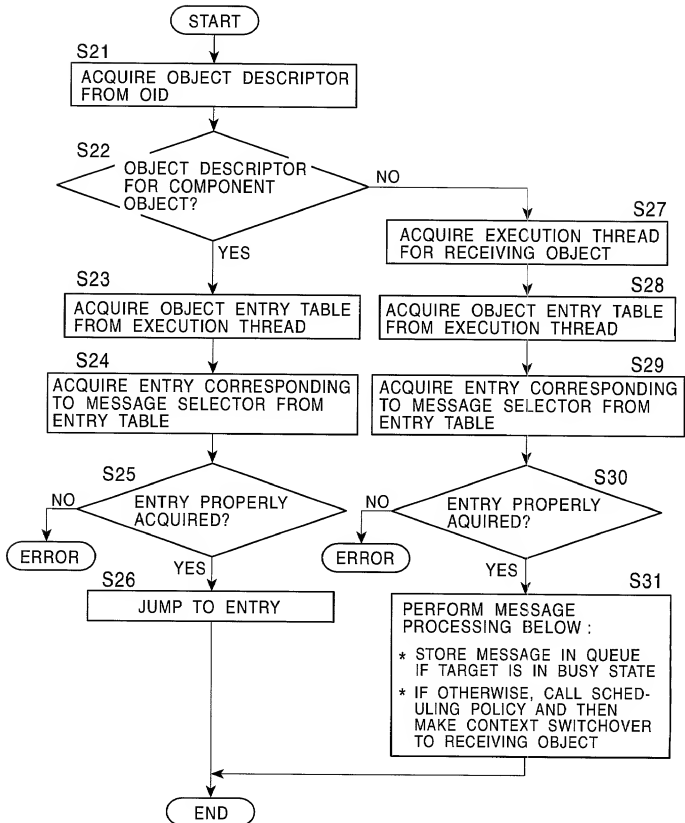 START
S21
ACQUIRE OBJECT DESCRIPTOR
FROM OID
S22
OBJECT DESCRIPTOR
FOR COMPONENT
OBJECT?
NO
YES
S23
ACQUIRE OBJECT ENTRY TABLE
FROM EXECUTION THREAD
S24
ACQUIRE ENTRY CORRESPONDING
TO MESSAGE SELECTOR FROM
ENTRY TABLE
S25
ENTRY PROPERLY
ACQUIRED?
NO
ERROR
YES
S26
JUMP TO ENTRY
S27
ACQUIRE EXECUTION THREAD
FOR RECEIVING OBJECT
S28
ACQUIRE OBJECT ENTRY TABLE
FROM EXECUTION THREAD
S29
ACQUIRE ENTRY CORRESPONDING
TO MESSAGE SELECTOR FROM
ENTRY TABLE
S30
ENTRY PROPERLY
AQUIRED?
NO
ERROR
YES
S31
PERFORM MESSAGE
PROCESSING BELOW :
* STORE MESSAGE IN QUEUE
IF TARGET IS IN BUSY STATE
* IF OTHERWISE, CALL SCHED-
ULING POLICY AND THEN
MAKE CONTEXT SWITCHOVER
TO RECEIVING OBJECT
END